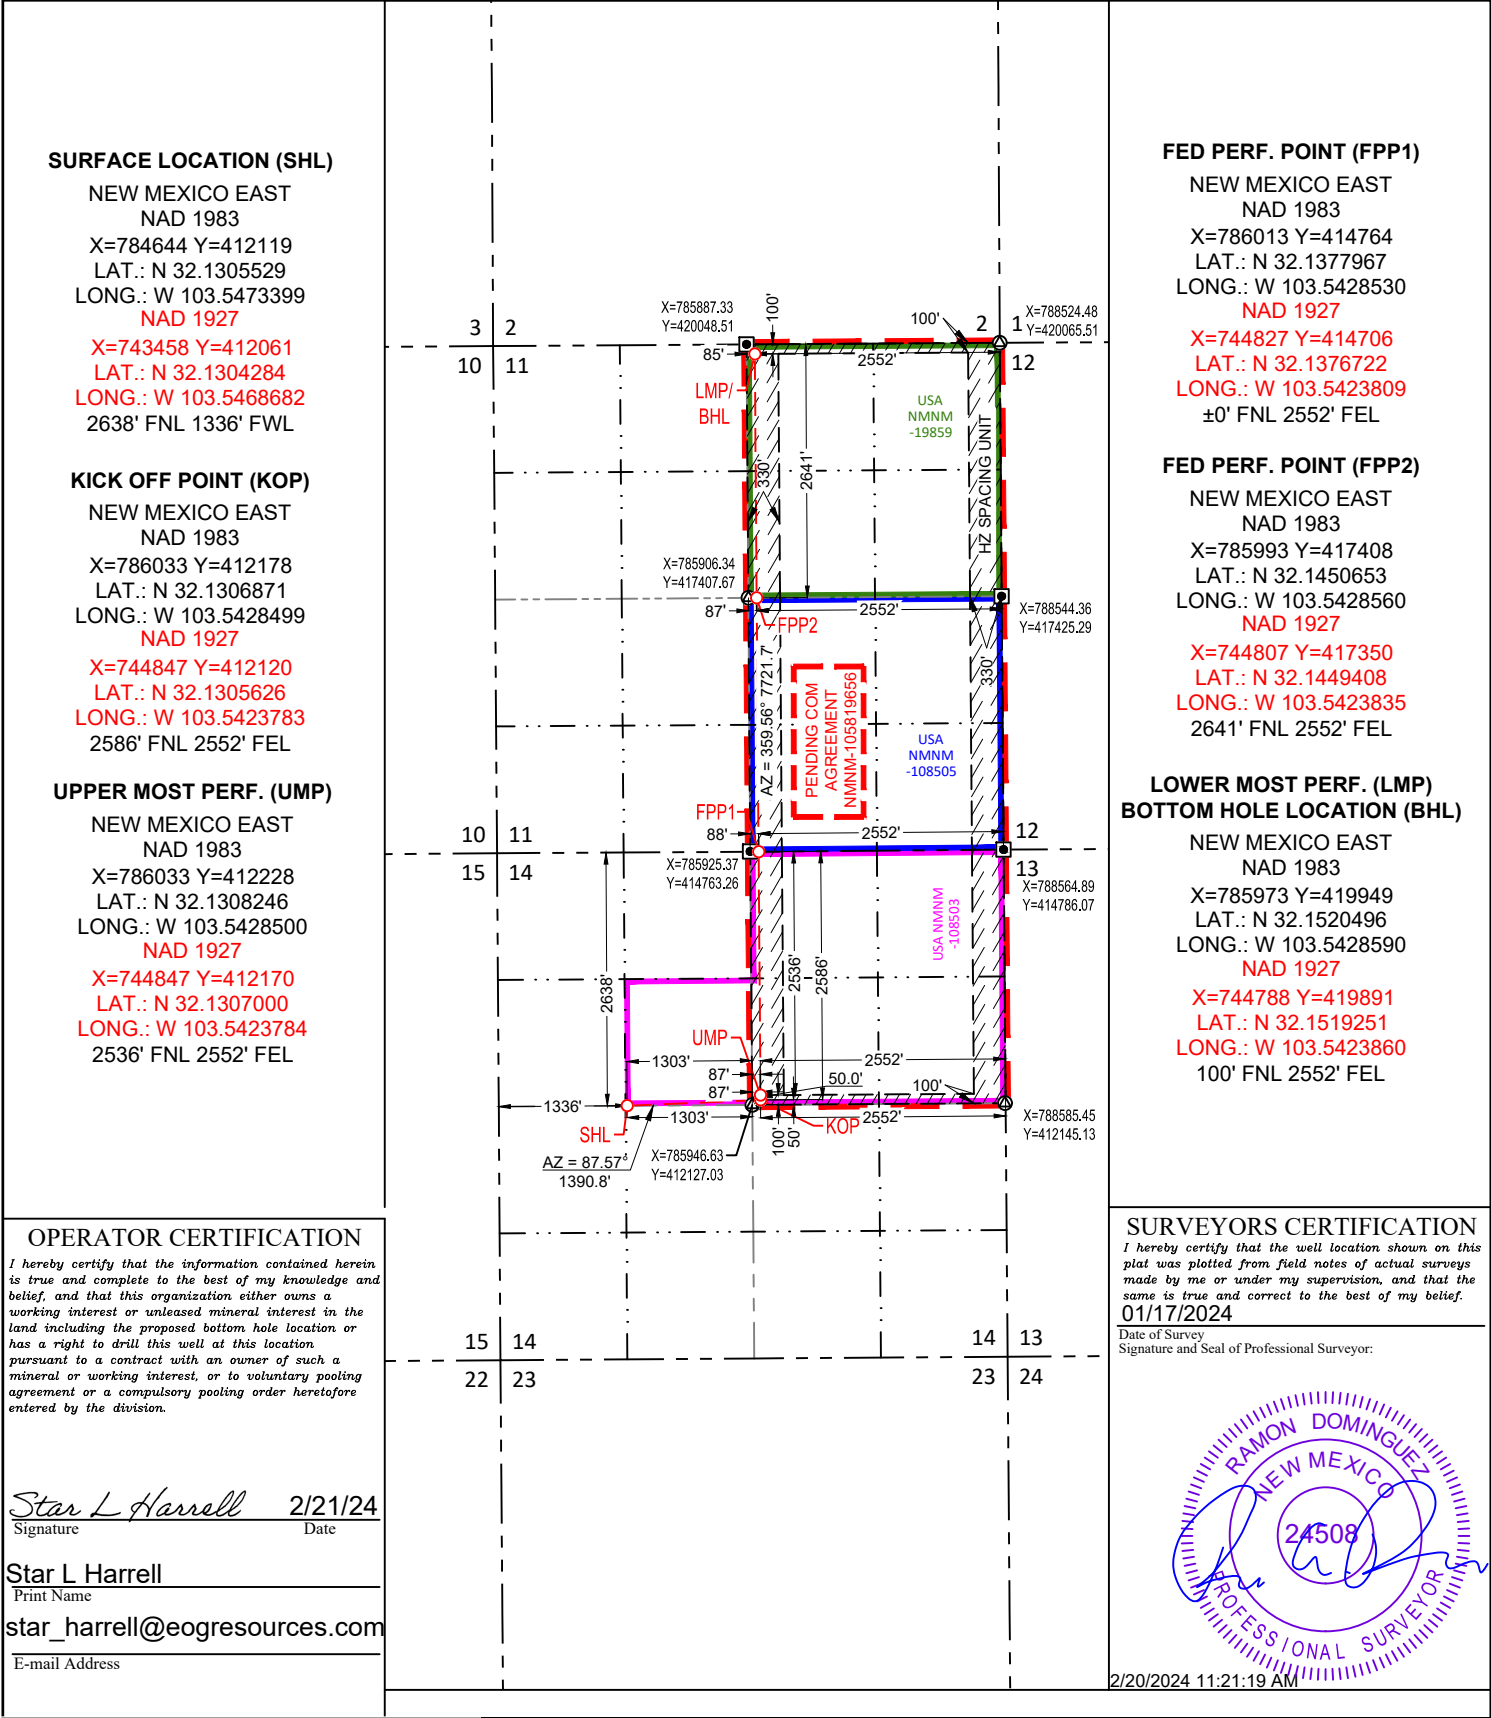 SURFACE LOCATION (SHL)
NEW MEXICO EAST
NAD 1983
X=784644 Y=412119
LAT.: N 32.1305529
LONG.: W 103.5473399
NAD 1927
X=743458 Y=412061
LAT.: N 32.1304284
LONG.: W 103.5468682
2638' FNL 1336' FWL
KICK OFF POINT (KOP)
NEW MEXICO EAST
NAD 1983
X=786033 Y=412178
LAT.: N 32.1306871
LONG.: W 103.5428499
NAD 1927
X=744847 Y=412120
LAT.: N 32.1305626
LONG.: W 103.5423783
2586' FNL 2552' FEL
UPPER MOST PERF. (UMP)
NEW MEXICO EAST
NAD 1983
X=786033 Y=412228
LAT.: N 32.1308246
LONG.: W 103.5428500
NAD 1927
X=744847 Y=412170
LAT.: N 32.1307000
LONG.: W 103.5423784
2536' FNL 2552' FEL
OPERATOR CERTIFICATION
I hereby certify that the information contained herein
is true and complete to the best of my knowledge and
belief, and that this organization either owns a
working interest or unleased mineral interest in the
land including the proposed bottom hole location or
has a right to drill this well at this location
pursuant to a contract with an owner of such a
mineral or working interest, or to voluntary pooling
agreement or a compulsory pooling order heretofore
entered by the division.
Star L Harrell 2/21/24
Signature Date
Star L Harrell
Print Name
star_harrell@eogresources.com
E-mail Address
X=785887.33
Y=420048.51
100'
100'
X=788524.48
Y=420065.51
3 2
2 1
10 11
12
85'
2552'
LMP/
BHL
USA
NMNM
-19859
330'
2641'
HZ SPACING UNIT
X=785906.34
Y=417407.67
87'
2552'
FPP2
X=788544.36
Y=417425.29
330'
AZ = 359.56° 7721.7'
PENDING COM
AGREEMENT
NMNM-105819656
USA
NMNM
-108505
FPP1
88'
2552'
10 11
12
15 14
13
X=785925.37
Y=414763.26
X=788564.89
Y=414786.07
USA NMNM
-108503
2638'
2536'
2586'
UMP
1303'
2552'
87'
87'
50.0'
100'
1336'
1303'
2552'
SHL
KOP
100'
50'
X=788585.45
Y=412145.13
AZ = 87.57°
1390.8'
X=785946.63
Y=412127.03
15 14
14 13
22 23
23 24
FED PERF. POINT (FPP1)
NEW MEXICO EAST
NAD 1983
X=786013 Y=414764
LAT.: N 32.1377967
LONG.: W 103.5428530
NAD 1927
X=744827 Y=414706
LAT.: N 32.1376722
LONG.: W 103.5423809
±0' FNL 2552' FEL
FED PERF. POINT (FPP2)
NEW MEXICO EAST
NAD 1983
X=785993 Y=417408
LAT.: N 32.1450653
LONG.: W 103.5428560
NAD 1927
X=744807 Y=417350
LAT.: N 32.1449408
LONG.: W 103.5423835
2641' FNL 2552' FEL
LOWER MOST PERF. (LMP)
BOTTOM HOLE LOCATION (BHL)
NEW MEXICO EAST
NAD 1983
X=785973 Y=419949
LAT.: N 32.1520496
LONG.: W 103.5428590
NAD 1927
X=744788 Y=419891
LAT.: N 32.1519251
LONG.: W 103.5423860
100' FNL 2552' FEL
SURVEYORS CERTIFICATION
I hereby certify that the well location shown on this
plat was plotted from field notes of actual surveys
made by me or under my supervision, and that the
same is true and correct to the best of my belief.
01/17/2024
Date of Survey
Signature and Seal of Professional Surveyor:
RAMON DOMINGUEZ
NEW MEXICO
24508
PROFESSIONAL SURVEYOR
2/20/2024 11:21:19 AM